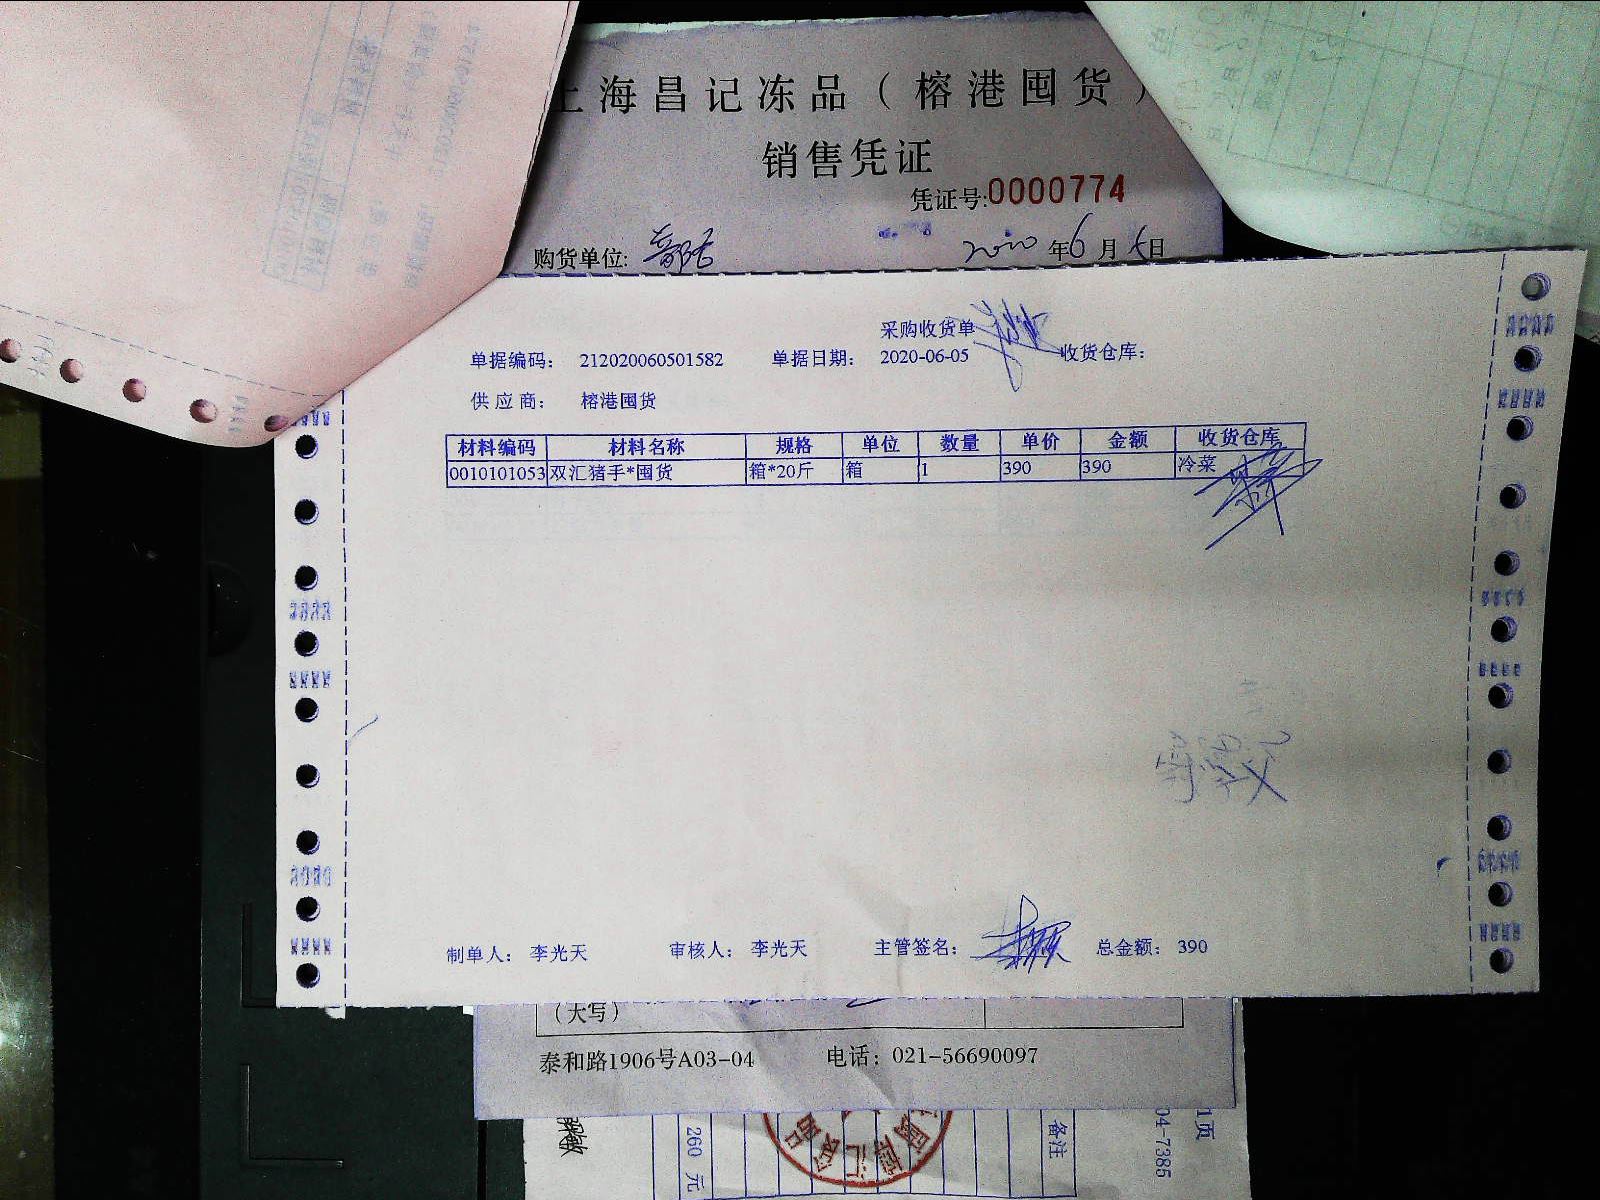 上海昌记冻品（榕港囤货）
销售凭证
凭证号:0000774
购货单位:
2020 年 6 月 5 日
采购收货单
单据编码： 212020060501582 单据日期： 2020-06-05 收货仓库：
供应商： 榕港囤货
材料编码 材料名称 规格 单位 数量 单价 金额 收货仓库
0010101053 双汇猪手*囤货 箱*20斤 箱 1 390 390 冷菜
制单人： 李光天 审核人： 李光天 主管签名： 总金额： 390
（大写）
泰和路1906号A03-04 电话：021-56690097
260 元
备注
04-7385
1页